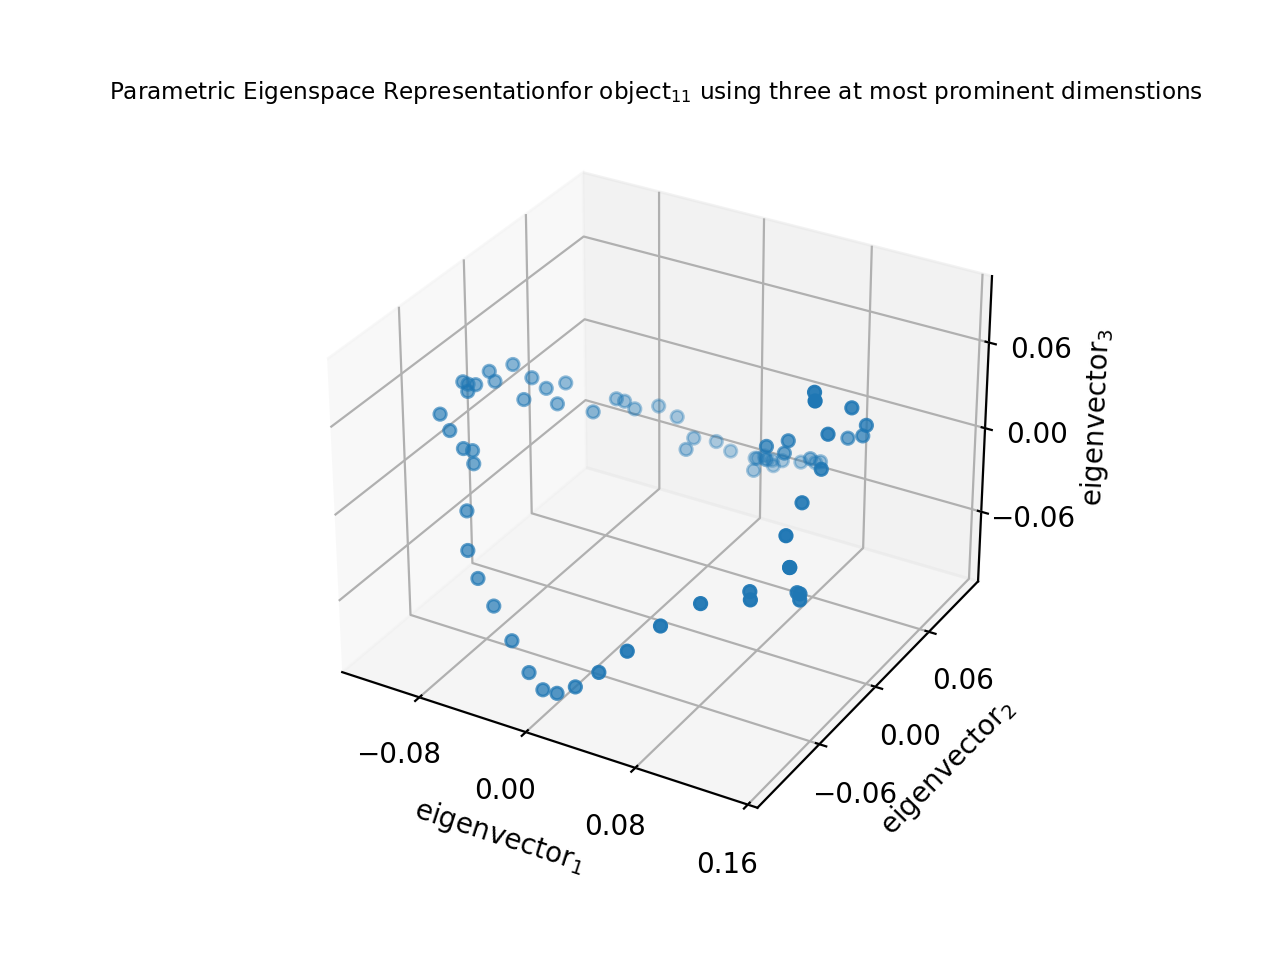 Parametric Eigenspace Representationfor object₁₁ using three at most prominent dimenstions
0.06
0.00
−0.06
eigenvector₃
0.06
0.00
−0.06
eigenvector₂
−0.08
0.00
0.08
0.16
eigenvector₁